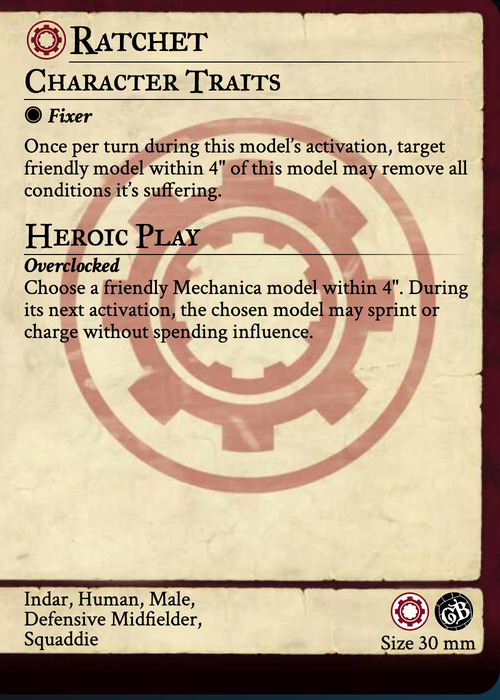 Ratchet
Character Traits
Fixer
Once per turn during this model's activation, target
friendly model within 4" of this model may remove all
conditions it's suffering.
Heroic Play
Overclocked
Choose a friendly Mechanica model within 4". During
its next activation, the chosen model may sprint or
charge without spending influence.
Indar, Human, Male,
Defensive Midfielder,
Squaddie
GB
Size 30 mm